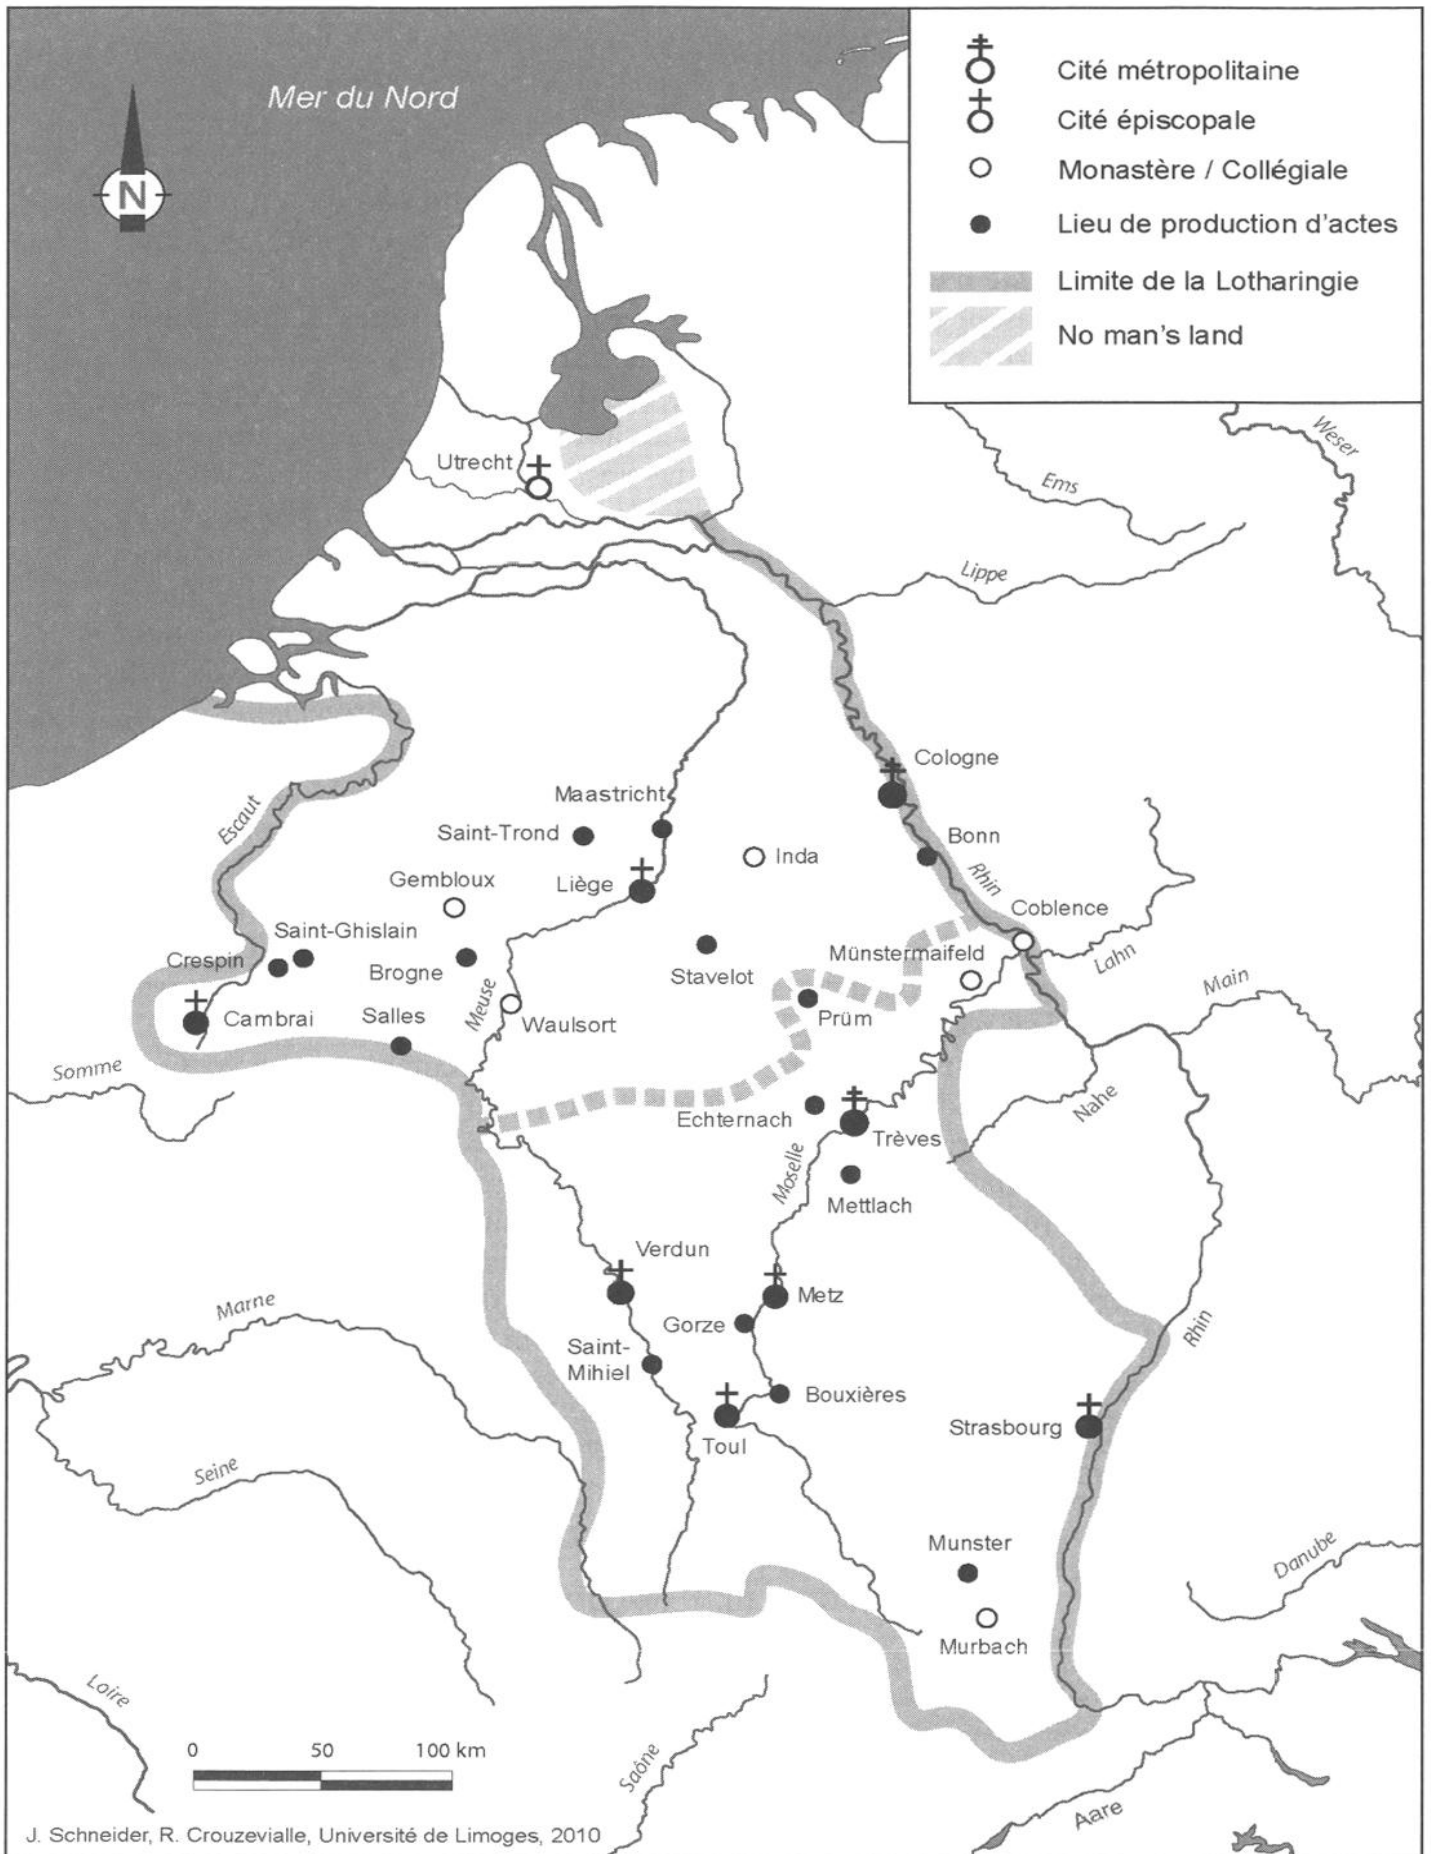 Mer du Nord
N
Cité métropolitaine
Cité épiscopale
Monastère / Collégiale
Lieu de production d'actes
Limite de la Lotharingie
No man's land
Weser
Utrecht
Ems
Lippe
Cologne
Maastricht
Escaut
Saint-Trond
Bonn
Inda
Liège
Rhin
Gembloux
Coblence
Saint-Ghislain
Crespin
Münstermaifeld
Lahn
Brogne
Stavelot
Main
Meuse
Cambrai
Salles
Waulsort
Prüm
Somme
Nahe
Echternach
Trèves
Moselle
Mettlach
Verdun
Metz
Marne
Gorze
Rhin
Saint-
Mihiel
Bouxières
Strasbourg
Toul
Seine
Munster
Danube
Murbach
Loire
0 50 100 km
Saône
Aare
J. Schneider, R. Crouzevialle, Université de Limoges, 2010